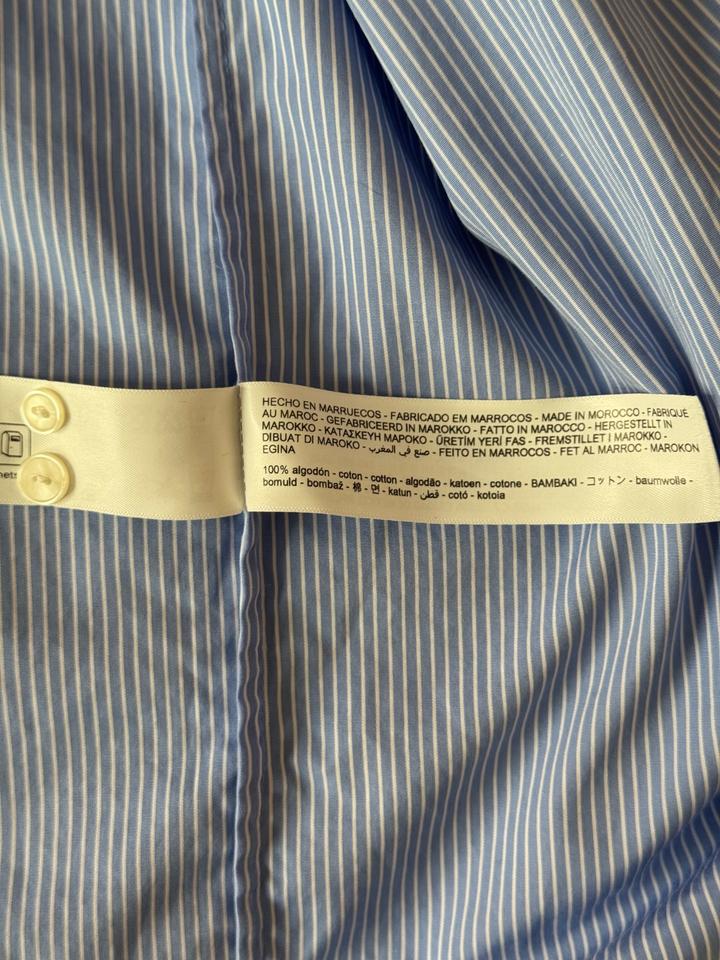 HECHO EN MARRUECOS - FABRICADO EM MARROCOS - MADE IN MOROCCO - FABRIQUE
AU MAROC - GEFABRICEERD IN MAROKKO - FATTO IN MAROCCO - HERGESTELLT IN
MAROKKO - ΚΑΤΑΣΚΕΥΗ ΜΑΡΟΚΟ - ÜRETİM YERİ FAS - FREMSTILLET I MAROKKO -
DIBUAT DI MAROKO - صنع في المغرب - FEITO EN MARROCOS - FET AL MARROC - MAROKON
EGINA
100% algodón - coton - cotton - algodão - katoen - cotone - ΒΑΜΒΑΚΙ - コットン - baumwolle -
bomuld - bombaž - 棉 - 면 - katun - قطن - cotó - kotoia